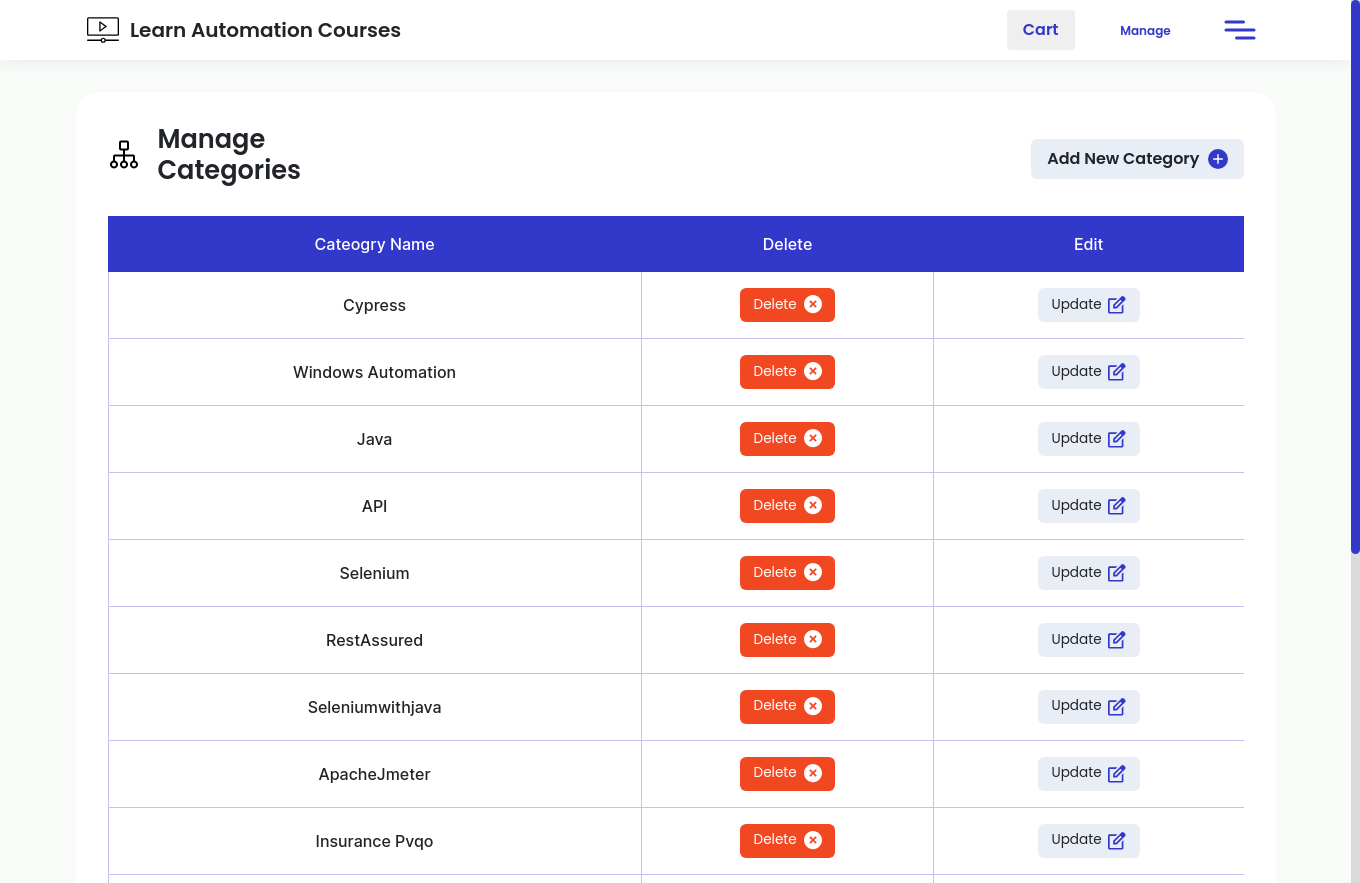 Learn Automation Courses
Cart
Manage
Manage
Categories
Add New Category
Cateogry Name Delete Edit
Cypress Delete Update
Windows Automation Delete Update
Java Delete Update
API Delete Update
Selenium Delete Update
RestAssured Delete Update
Seleniumwithjava Delete Update
ApacheJmeter Delete Update
Insurance Pvqo Delete Update